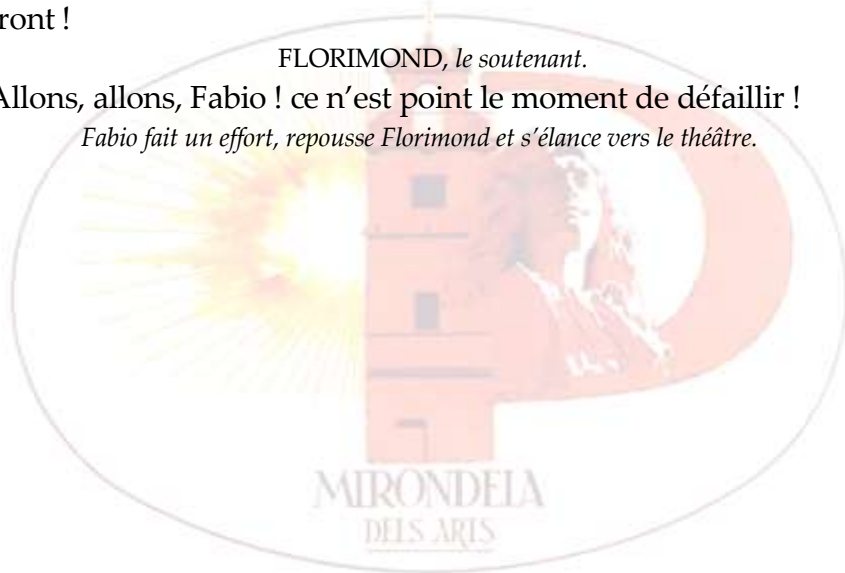 ront !
FLORIMOND, le soutenant.
Allons, allons, Fabio ! ce n'est point le moment de défaillir !
Fabio fait un effort, repousse Florimond et s'élance vers le théâtre.
MIRONDELA
DELS ARTS